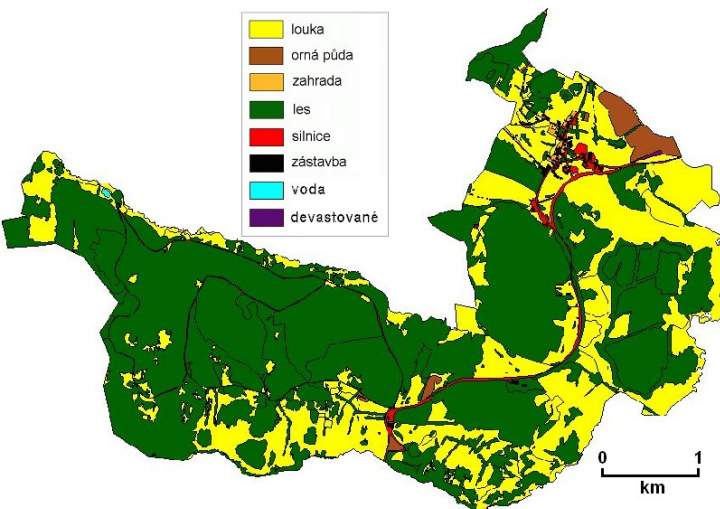 louka
orná půda
zahrada
les
silnice
zástavba
voda
devastované
0 1
km